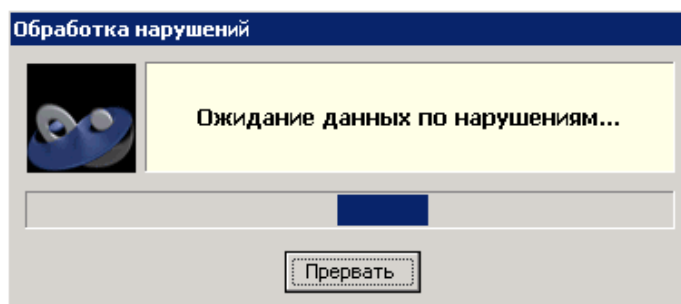 Обработка нарушений
Ожидание данных по нарушениям...
Прервать